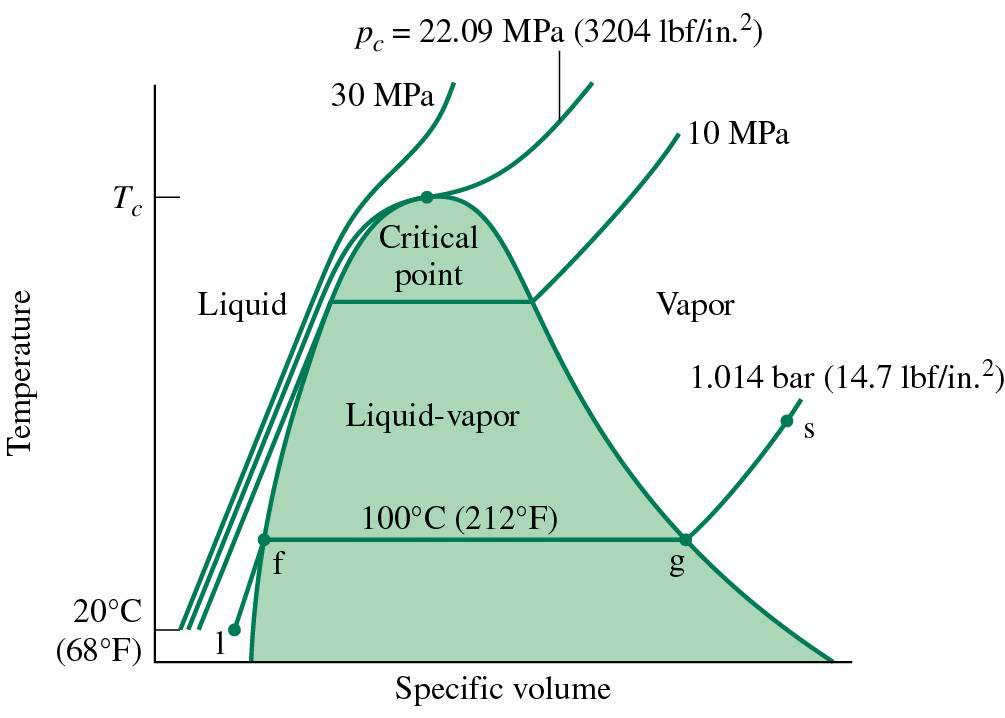 p_c = 22.09 MPa (3204 lbf/in.²)
30 MPa
10 MPa
T_c
Critical
point
Liquid
Vapor
Temperature
1.014 bar (14.7 lbf/in.²)
s
Liquid-vapor
100°C (212°F)
f
g
20°C
(68°F)
l
Specific volume